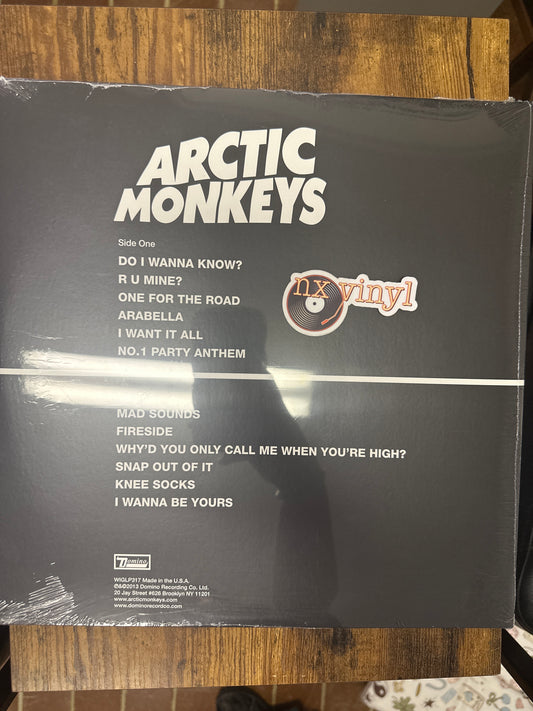 ARCTIC
MONKEYS
Side One
DO I WANNA KNOW?
R U MINE?
ONE FOR THE ROAD
ARABELLA
I WANT IT ALL
NO.1 PARTY ANTHEM
nx vinyl
MAD SOUNDS
FIRESIDE
WHY'D YOU ONLY CALL ME WHEN YOU'RE HIGH?
SNAP OUT OF IT
KNEE SOCKS
I WANNA BE YOURS
Domino
WIGLP317 Made in the U.S.A.
℗&©2013 Domino Recording Co. Ltd.
20 Jay Street #626 Brooklyn NY 11201
www.arcticmonkeys.com
www.dominorecordco.com